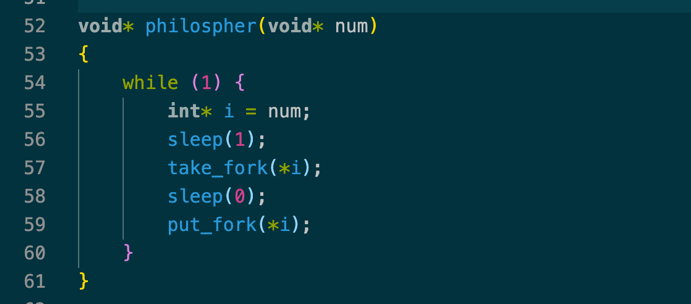 52 void* philospher(void* num)
53 {
54 while (1) {
55 int* i = num;
56 sleep(1);
57 take_fork(*i);
58 sleep(0);
59 put_fork(*i);
60 }
61 }